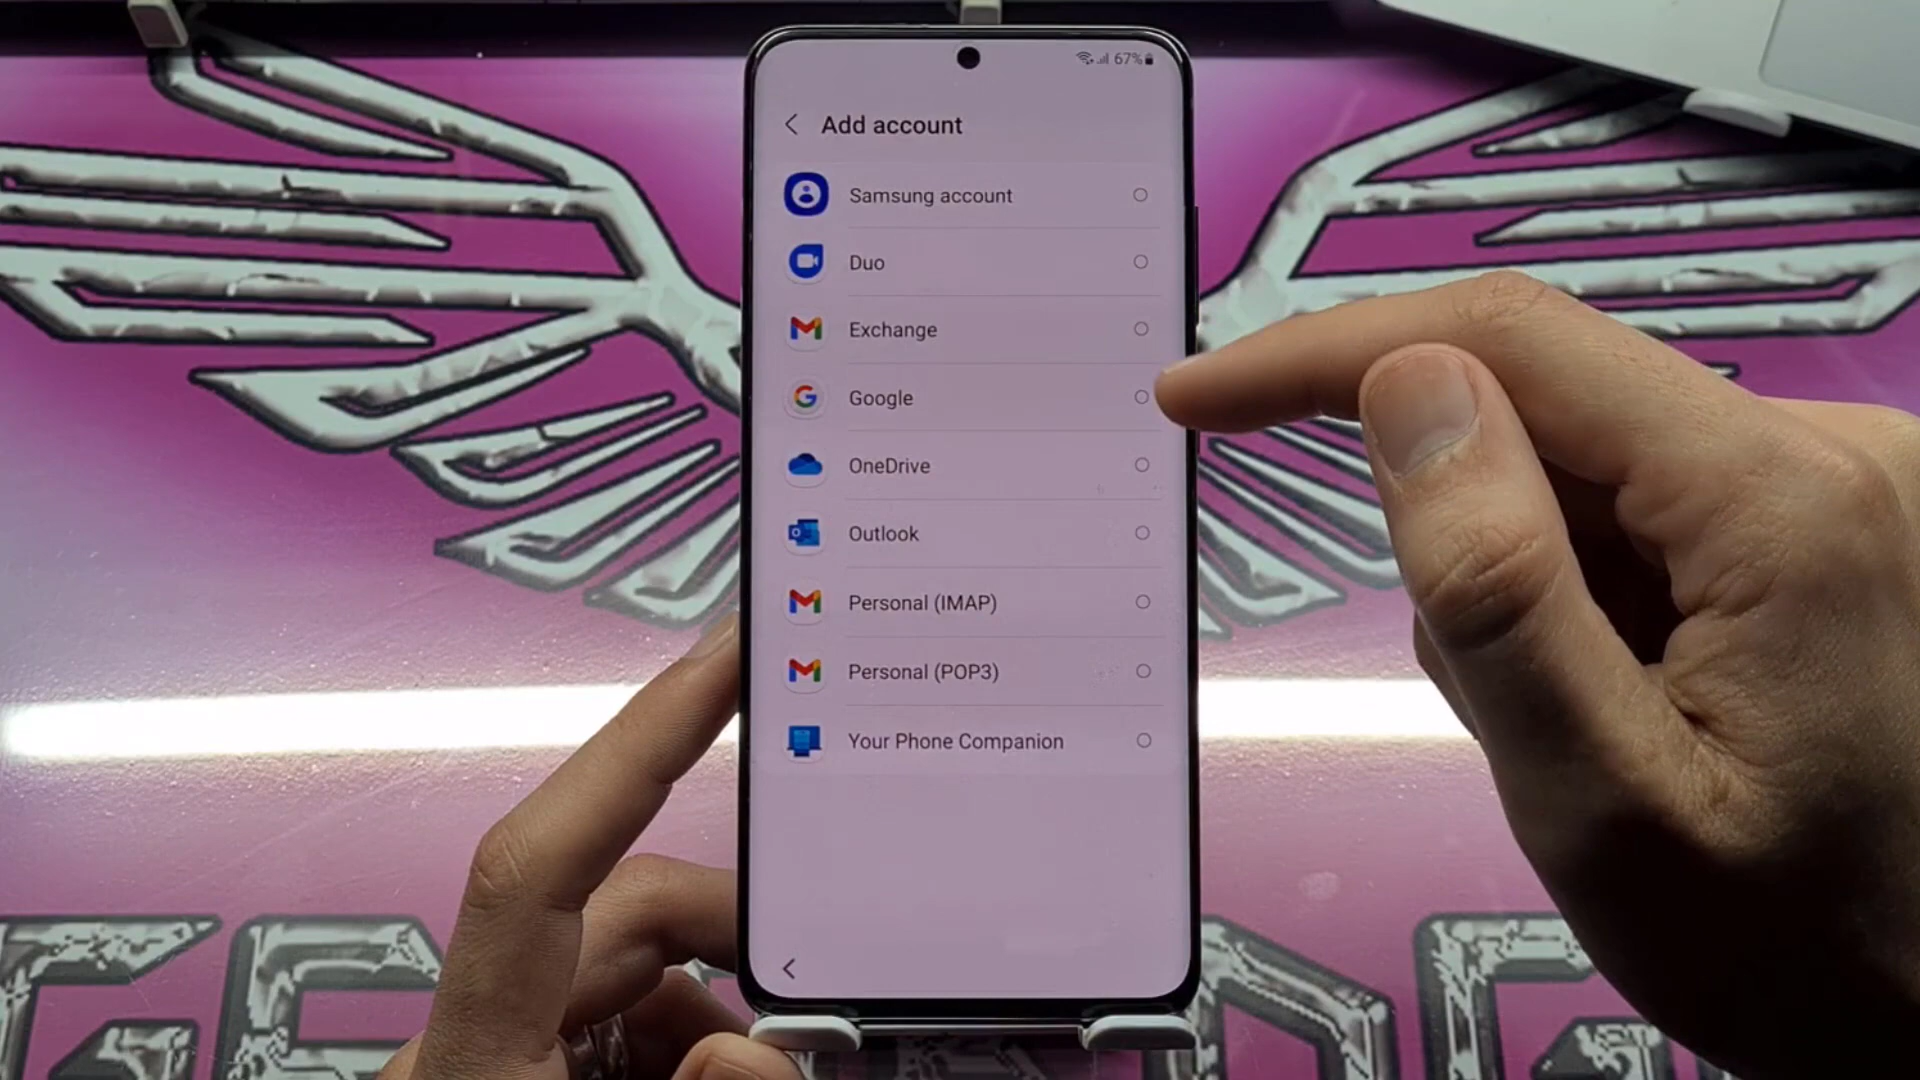 67%
Add account
Samsung account
Duo
Exchange
Google
OneDrive
Outlook
Personal (IMAP)
Personal (POP3)
Your Phone Companion